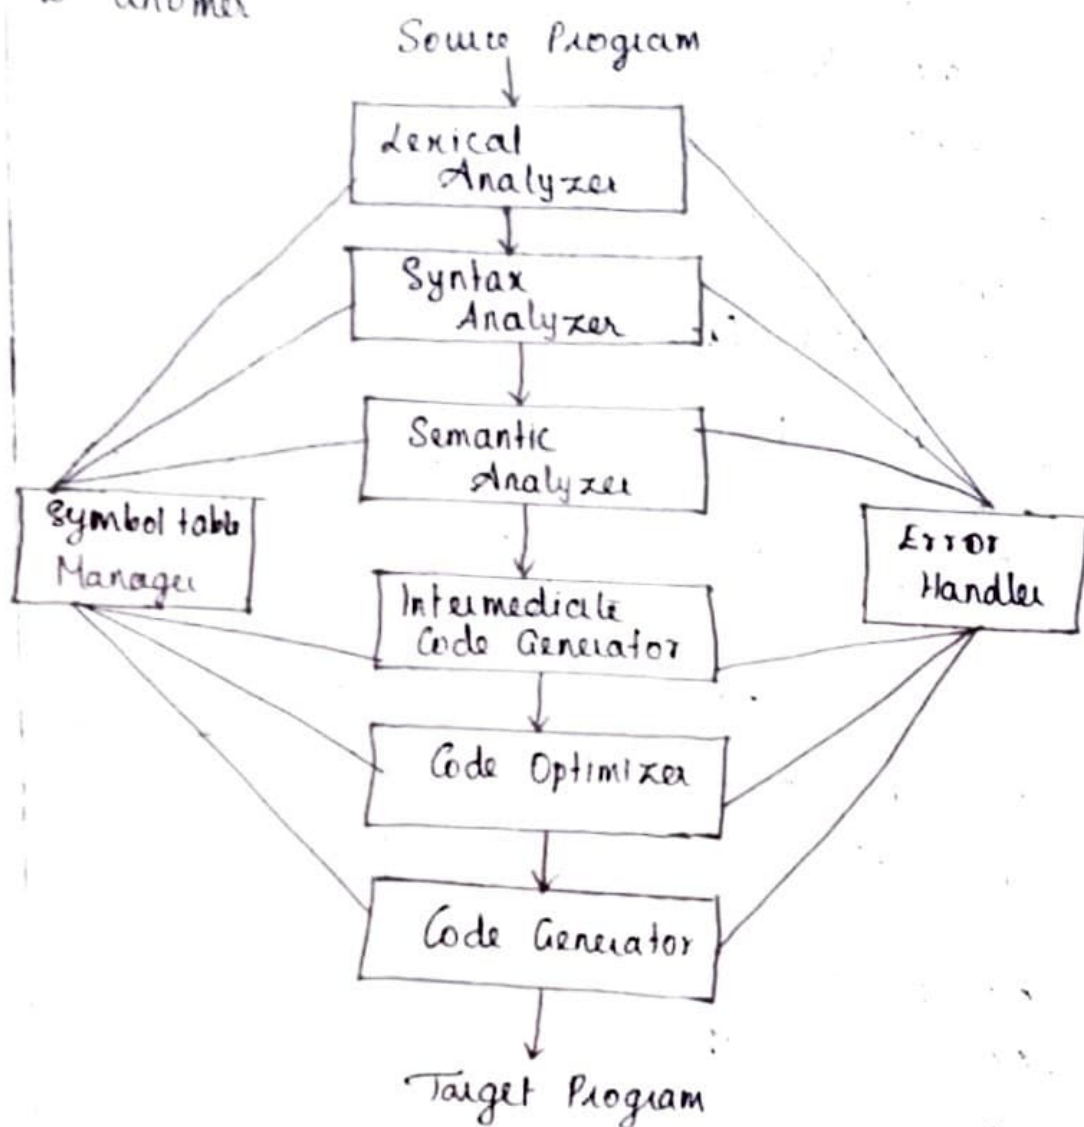 another
Source Program
Lexical
Analyzer
Syntax
Analyzer
Semantic
Analyzer
Symbol table
Manager
Error
Handler
Intermediate
Code Generator
Code Optimizer
Code Generator
Target Program